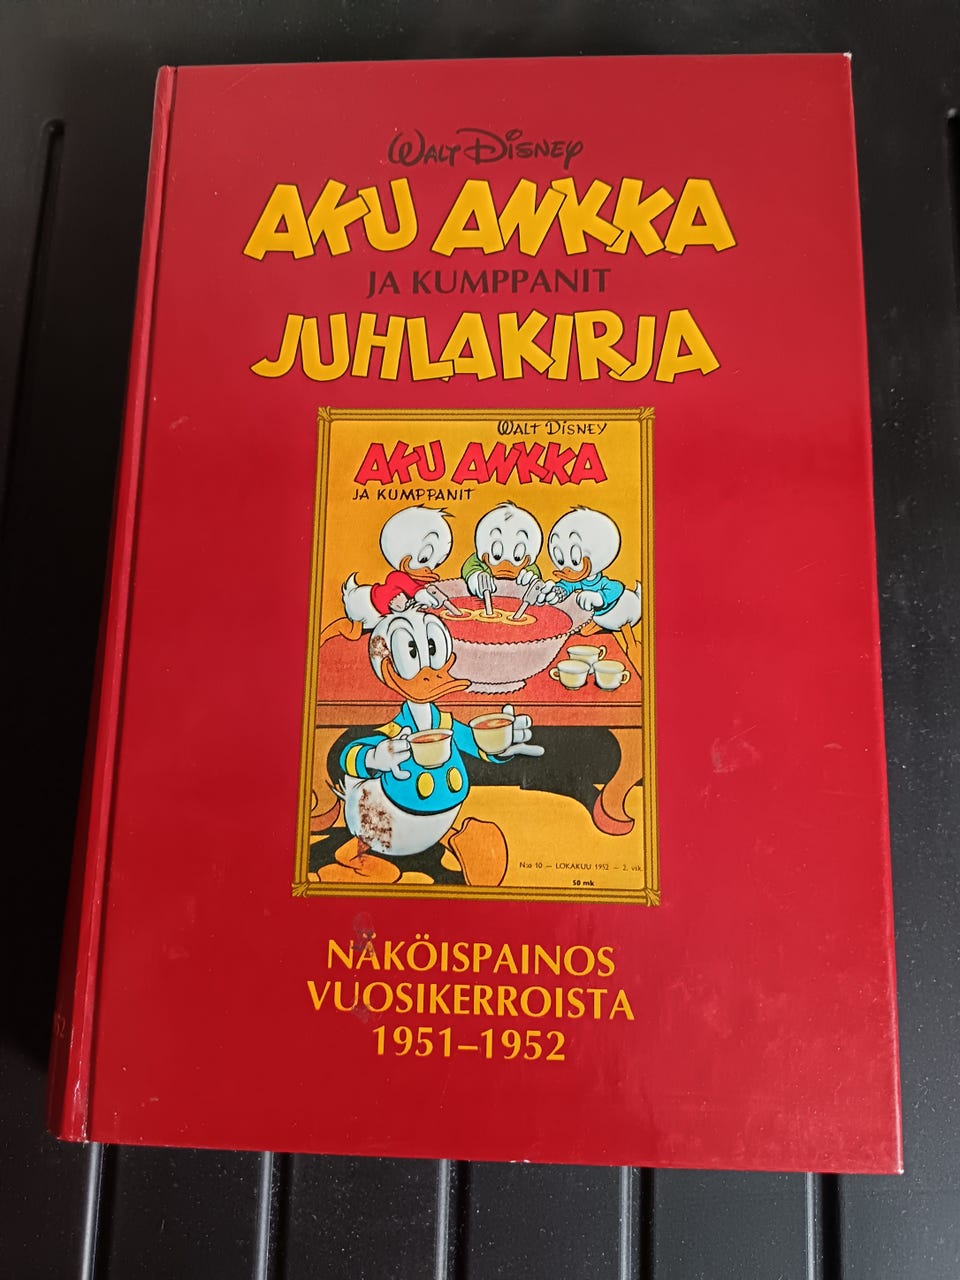 WALT DISNEY
AKU ANKKA
JA KUMPPANIT
JUHLAKIRJA
WALT DISNEY
AKU ANKKA
JA KUMPPANIT
N:o 10 — LOKAKUU 1952 — 2. vsk.
50 mk
NÄKÖISPAINOS
VUOSIKERROISTA
1951–1952